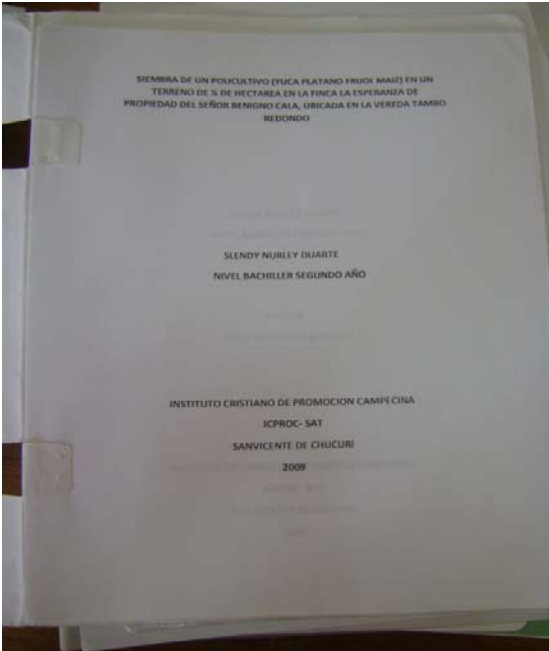 SIEMBRA DE UN POLICULTIVO (YUCA PLATANO FRIJOL MAIZ) EN UN
TERRENO DE ¼ DE HECTAREA EN LA FINCA LA ESPERANZA DE
PROPIEDAD DEL SEÑOR BENIGNO CALA, UBICADA EN LA VEREDA TAMBO
REDONDO
SLENDY NURLEY DUARTE
NIVEL BACHILLER SEGUNDO AÑO
INSTITUTO CRISTIANO DE PROMOCION CAMPECINA
ICPROC- SAT
SANVICENTE DE CHUCURI
2009